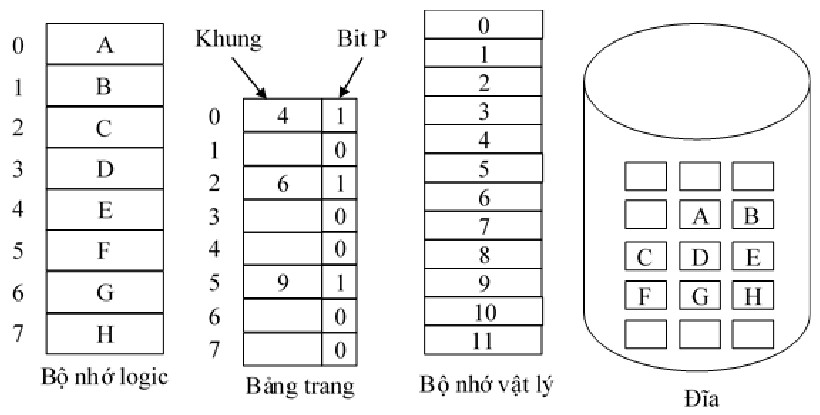 0 A
1 B
2 C
3 D
4 E
5 F
6 G
7 H
Bộ nhớ logic
Khung Bit P
0 4 1
1 0
2 6 1
3 0
4 0
5 9 1
6 0
7 0
Bảng trang
0
1
2
3
4
5
6
7
8
9
10
11
Bộ nhớ vật lý
A B
C D E
F G H
Đĩa